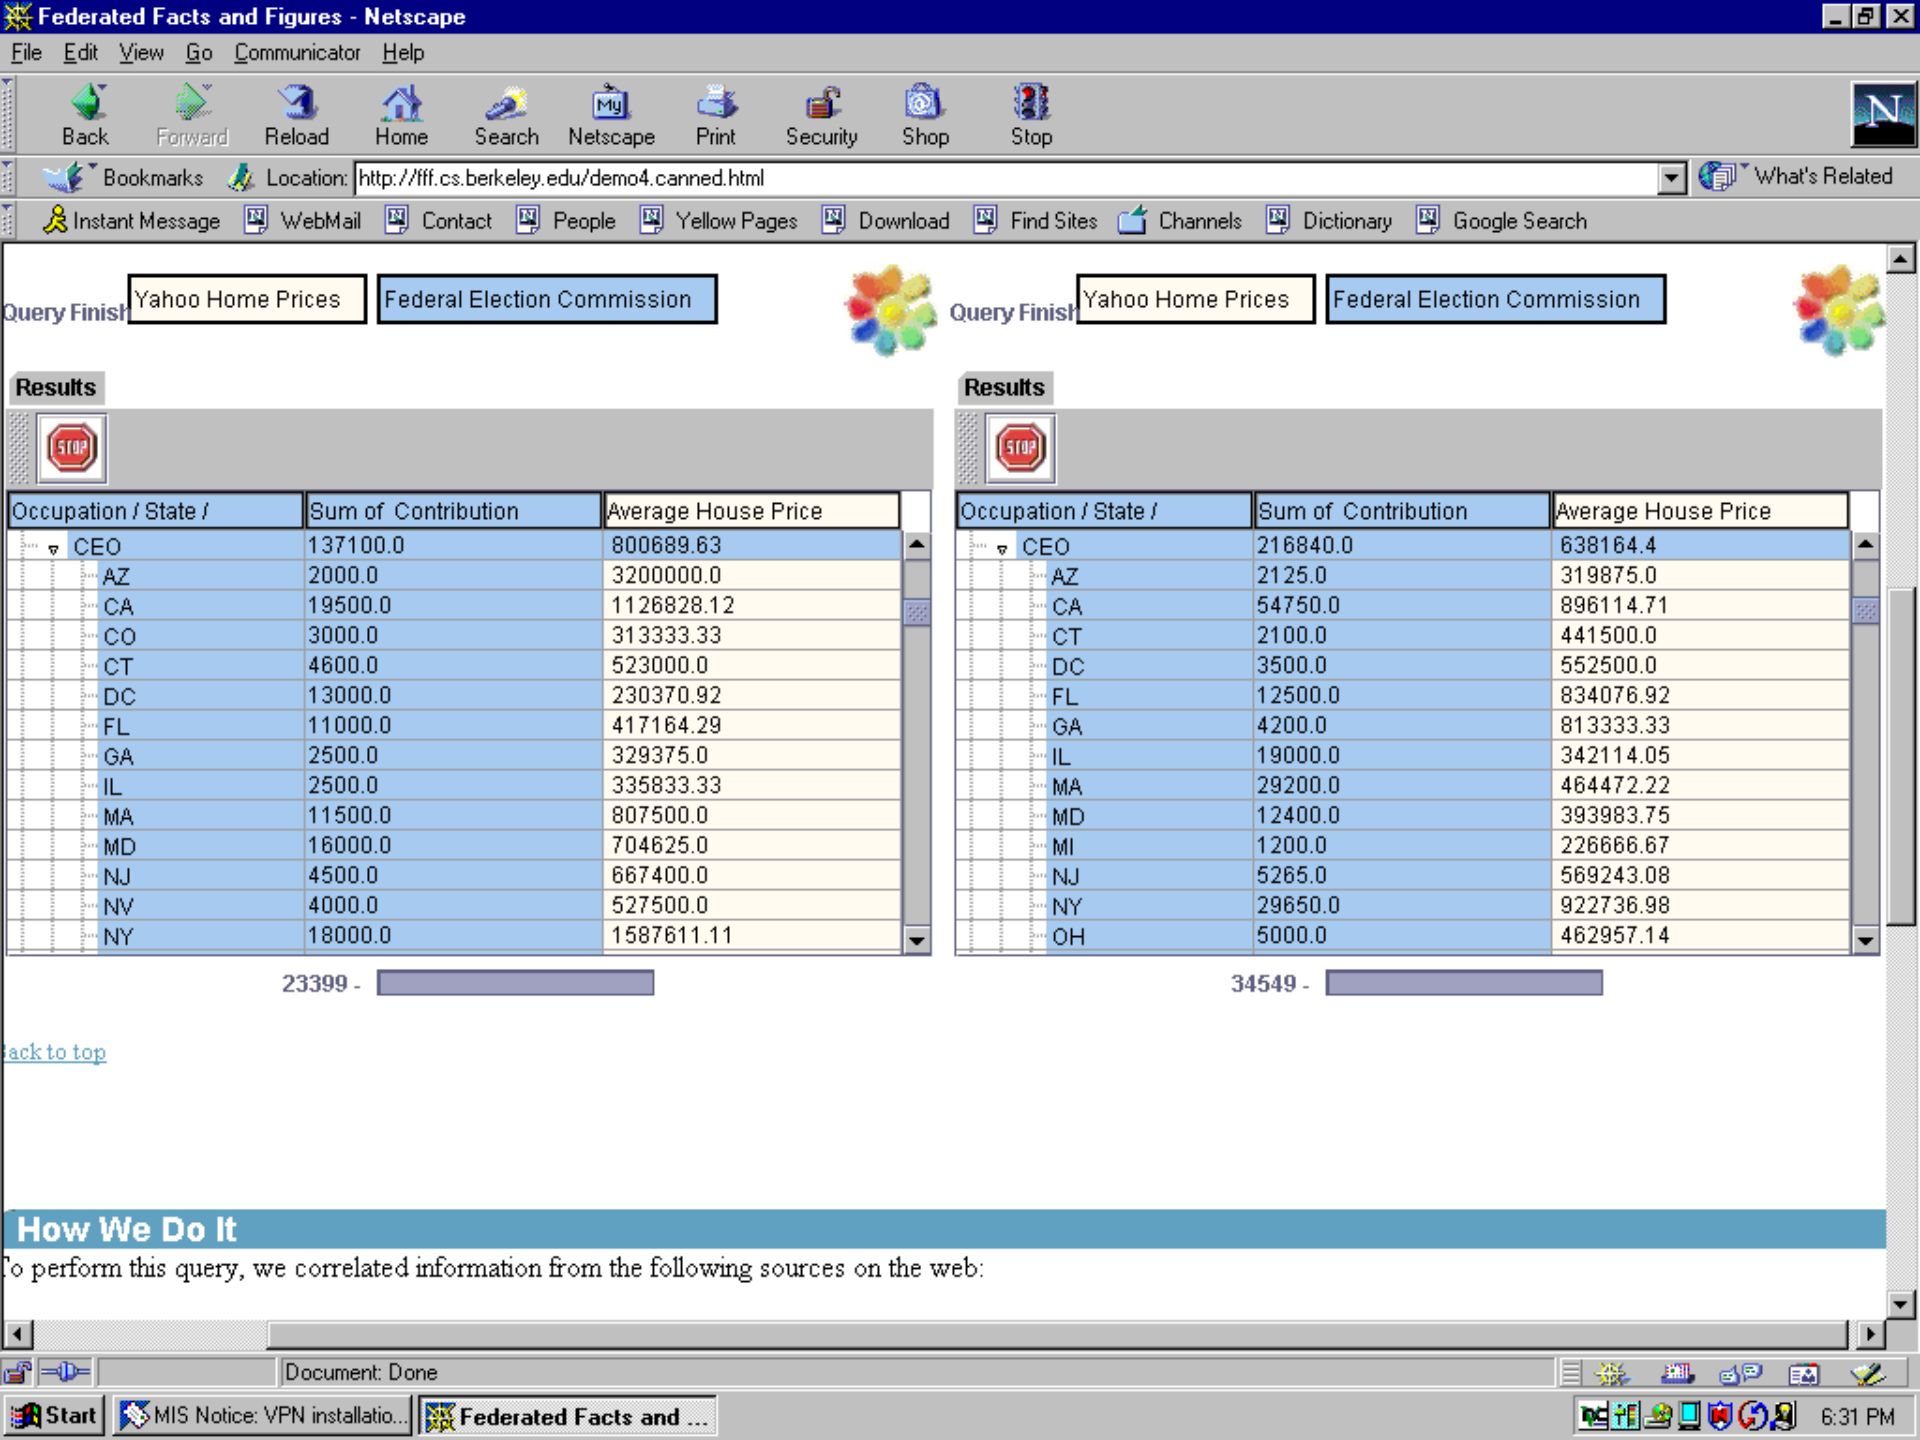 Federated Facts and Figures - Netscape
File Edit View Go Communicator Help
Back Forward Reload Home Search Netscape Print Security Shop Stop
Bookmarks Location: http://fff.cs.berkeley.edu/demo4.canned.html What's Related
Instant Message WebMail Contact People Yellow Pages Download Find Sites Channels Dictionary Google Search
Query Finish Yahoo Home Prices Federal Election Commission Query Finish Yahoo Home Prices Federal Election Commission
Results Results
STOP STOP
Occupation / State / Sum of Contribution Average House Price Occupation / State / Sum of Contribution Average House Price
CEO 137100.0 800689.63 CEO 216840.0 638164.4
AZ 2000.0 3200000.0 AZ 2125.0 319875.0
CA 19500.0 1126828.12 CA 54750.0 896114.71
CO 3000.0 313333.33 CT 2100.0 441500.0
CT 4600.0 523000.0 DC 3500.0 552500.0
DC 13000.0 230370.92 FL 12500.0 834076.92
FL 11000.0 417164.29 GA 4200.0 813333.33
GA 2500.0 329375.0 IL 19000.0 342114.05
IL 2500.0 335833.33 MA 29200.0 464472.22
MA 11500.0 807500.0 MD 12400.0 393983.75
MD 16000.0 704625.0 MI 1200.0 226666.67
NJ 4500.0 667400.0 NJ 5265.0 569243.08
NV 4000.0 527500.0 NY 29650.0 922736.98
NY 18000.0 1587611.11 OH 5000.0 462957.14
23399 - 34549 -
ack to top
How We Do It
To perform this query, we correlated information from the following sources on the web:
Document: Done
Start MIS Notice: VPN installatio... Federated Facts and ... 6:31 PM